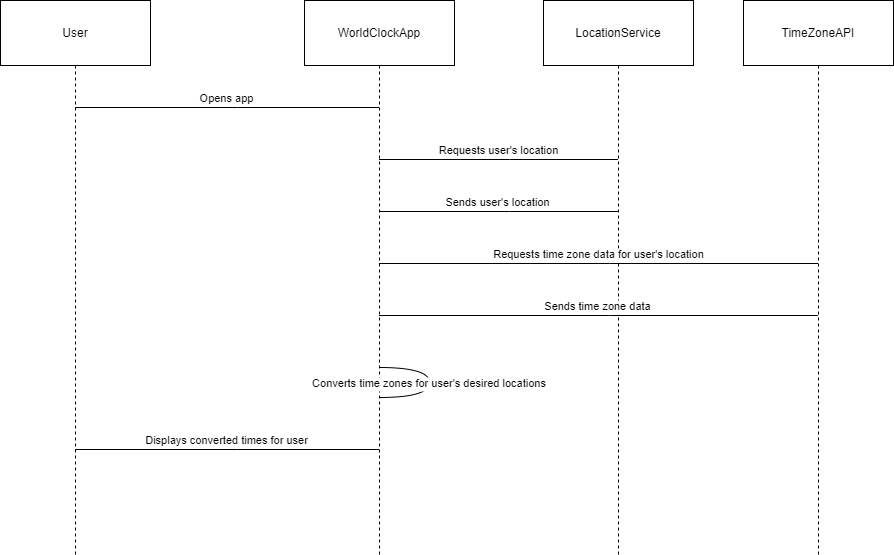 User
WorldClockApp
LocationService
TimeZoneAPI
Opens app
Requests user's location
Sends user's location
Requests time zone data for user's location
Sends time zone data
Converts time zones for user's desired locations
Displays converted times for user